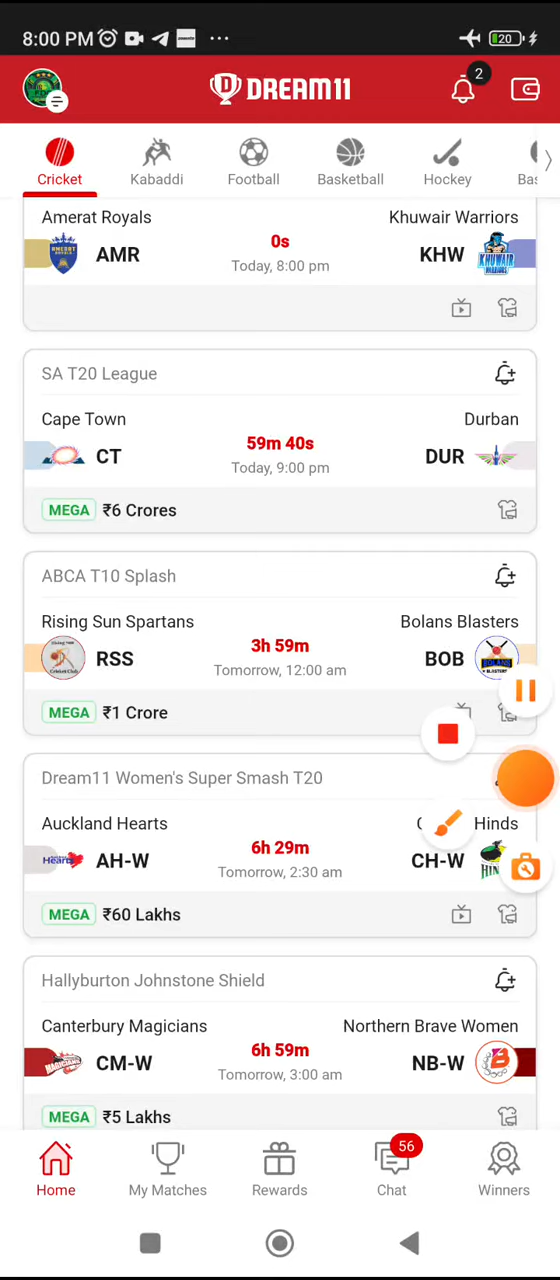 8:00 PM
20
2
DREAM11
Cricket
Kabaddi
Football
Basketball
Hockey
Bas
Amerat Royals
Khuwair Warriors
AMR
0s
KHW
Today, 8:00 pm
SA T20 League
Cape Town
Durban
CT
59m 40s
DUR
Today, 9:00 pm
MEGA ₹6 Crores
ABCA T10 Splash
Rising Sun Spartans
Bolans Blasters
RSS
3h 59m
BOB
Tomorrow, 12:00 am
MEGA ₹1 Crore
Dream11 Women's Super Smash T20
Auckland Hearts
Hinds
AH-W
6h 29m
CH-W
Tomorrow, 2:30 am
MEGA ₹60 Lakhs
Hallyburton Johnstone Shield
Canterbury Magicians
Northern Brave Women
CM-W
6h 59m
NB-W
Tomorrow, 3:00 am
MEGA ₹5 Lakhs
Home
My Matches
Rewards
56
Chat
Winners